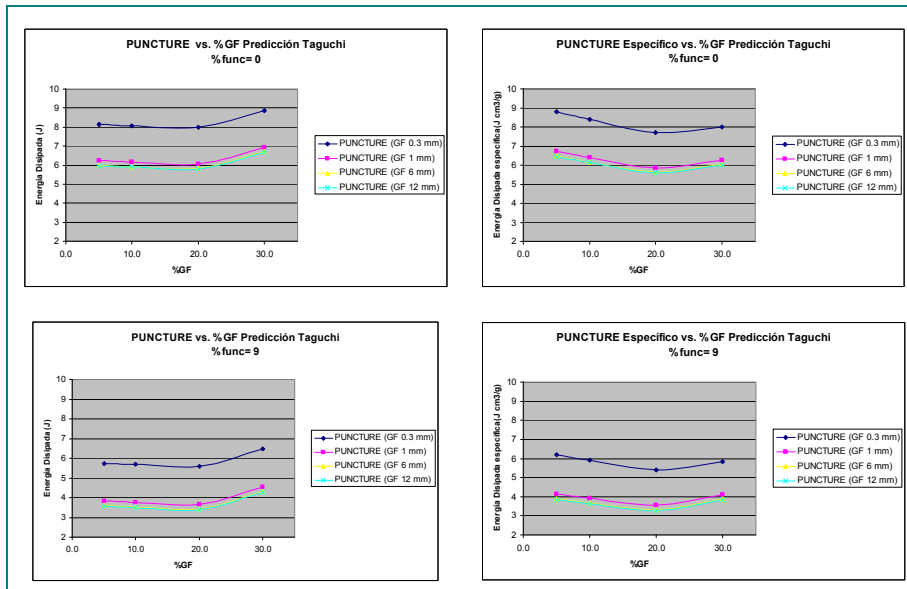 PUNCTURE vs. %GF Predicción Taguchi
%func= 0
Energía Disipada (J)
10
9
8
7
6
5
4
3
2
0.0 10.0 20.0 30.0
%GF
PUNCTURE (GF 0.3 mm)
PUNCTURE (GF 1 mm)
PUNCTURE (GF 6 mm)
PUNCTURE (GF 12 mm)
PUNCTURE Específico vs. %GF Predicción Taguchi
%func= 0
Energía Disipada específica(J cm3/g)
10
9
8
7
6
5
4
3
2
0.0 10.0 20.0 30.0
%GF
PUNCTURE (GF 0.3 mm)
PUNCTURE (GF 1 mm)
PUNCTURE (GF 6 mm)
PUNCTURE (GF 12 mm)
PUNCTURE vs. %GF Predicción Taguchi
%func= 9
Energía Disipada (J)
10
9
8
7
6
5
4
3
2
0.0 10.0 20.0 30.0
%GF
PUNCTURE (GF 0.3 mm)
PUNCTURE (GF 1 mm)
PUNCTURE (GF 6 mm)
PUNCTURE (GF 12 mm)
PUNCTURE Específico vs. %GF Predicción Taguchi
%func= 9
Energía Disipada específica(J cm3/g)
10
9
8
7
6
5
4
3
2
0.0 10.0 20.0 30.0
%GF
PUNCTURE (GF 0.3 mm)
PUNCTURE (GF 1 mm)
PUNCTURE (GF 6 mm)
PUNCTURE (GF 12 mm)